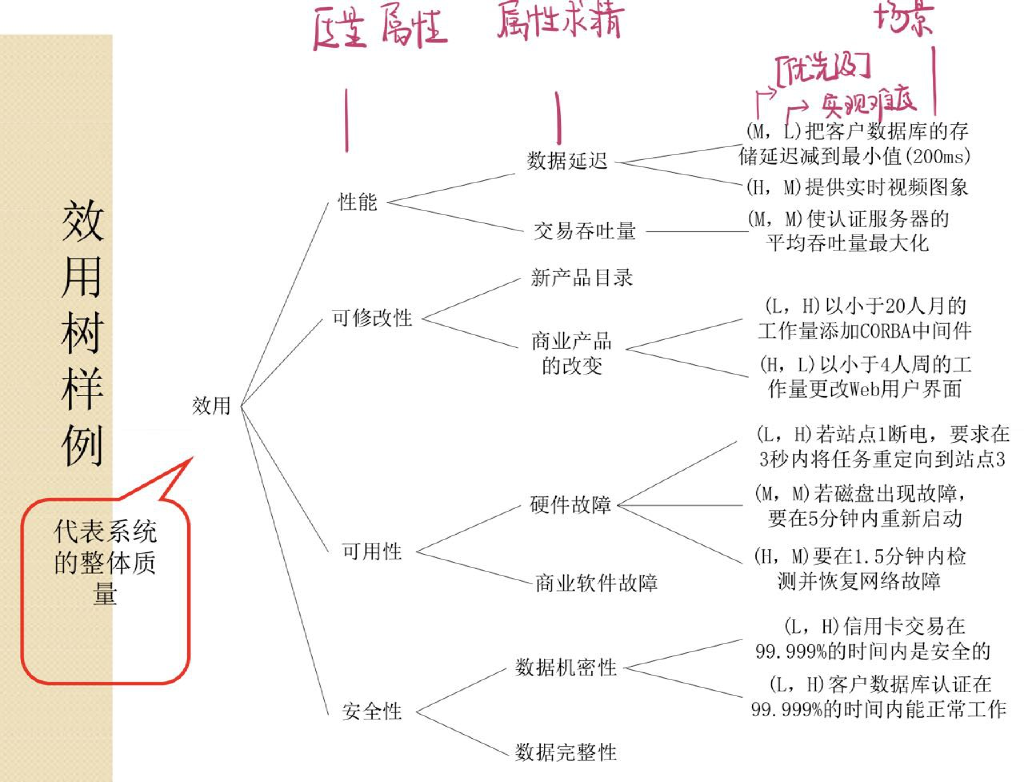 质量 属性
属性求精
场景
[优先级]
实现难度
效用树样例
代表系统
的整体质
量
效用
性能
数据延迟
(M, L)把客户数据库的存
储延迟减到最小值(200ms)
(H, M)提供实时视频图象
交易吞吐量
(M, M)使认证服务器的
平均吞吐量最大化
可修改性
新产品目录
商业产品
的改变
(L, H)以小于20人月的
工作量添加CORBA中间件
(H, L)以小于4人周的工
作量更改Web用户界面
可用性
硬件故障
(L, H)若站点1断电，要求在
3秒内将任务重定向到站点3
(M, M)若磁盘出现故障，
要在5分钟内重新启动
(H, M)要在1.5分钟内检
测并恢复网络故障
商业软件故障
安全性
数据机密性
(L, H)信用卡交易在
99.999%的时间内是安全的
(L, H)客户数据库认证在
99.999%的时间内能正常工作
数据完整性